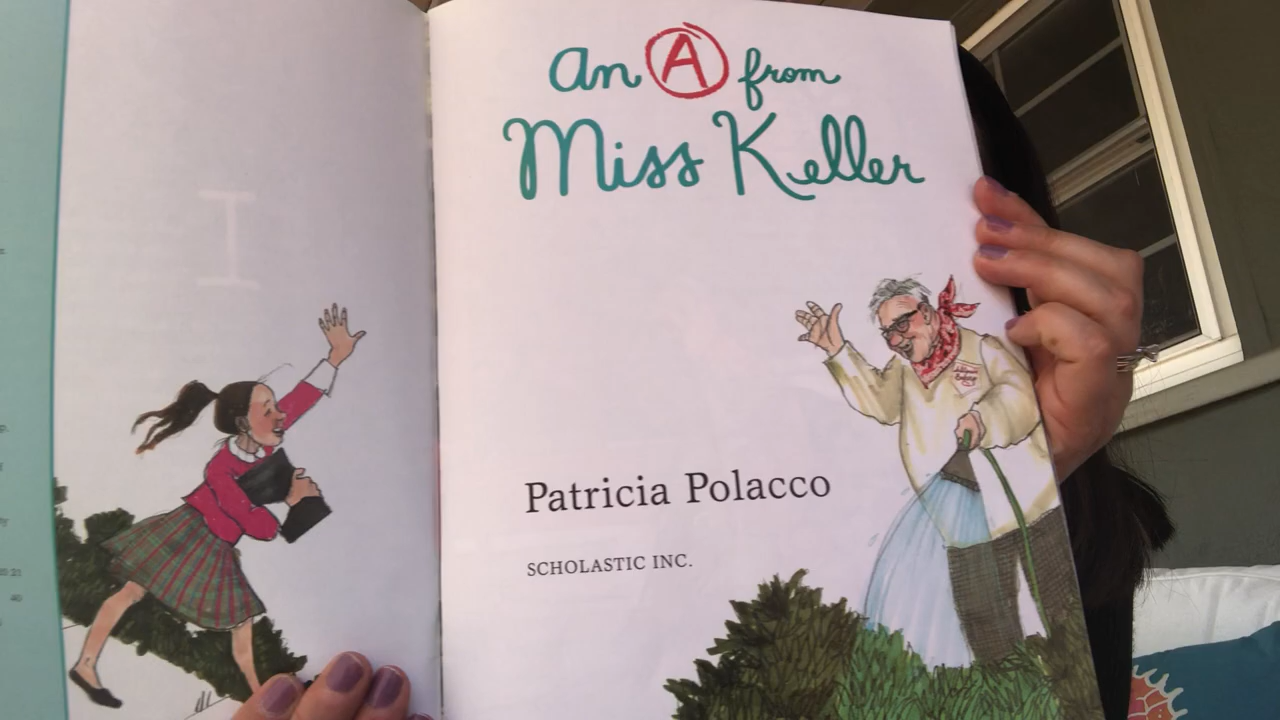 An A from
Miss Keller
Patricia Polacco
SCHOLASTIC INC.